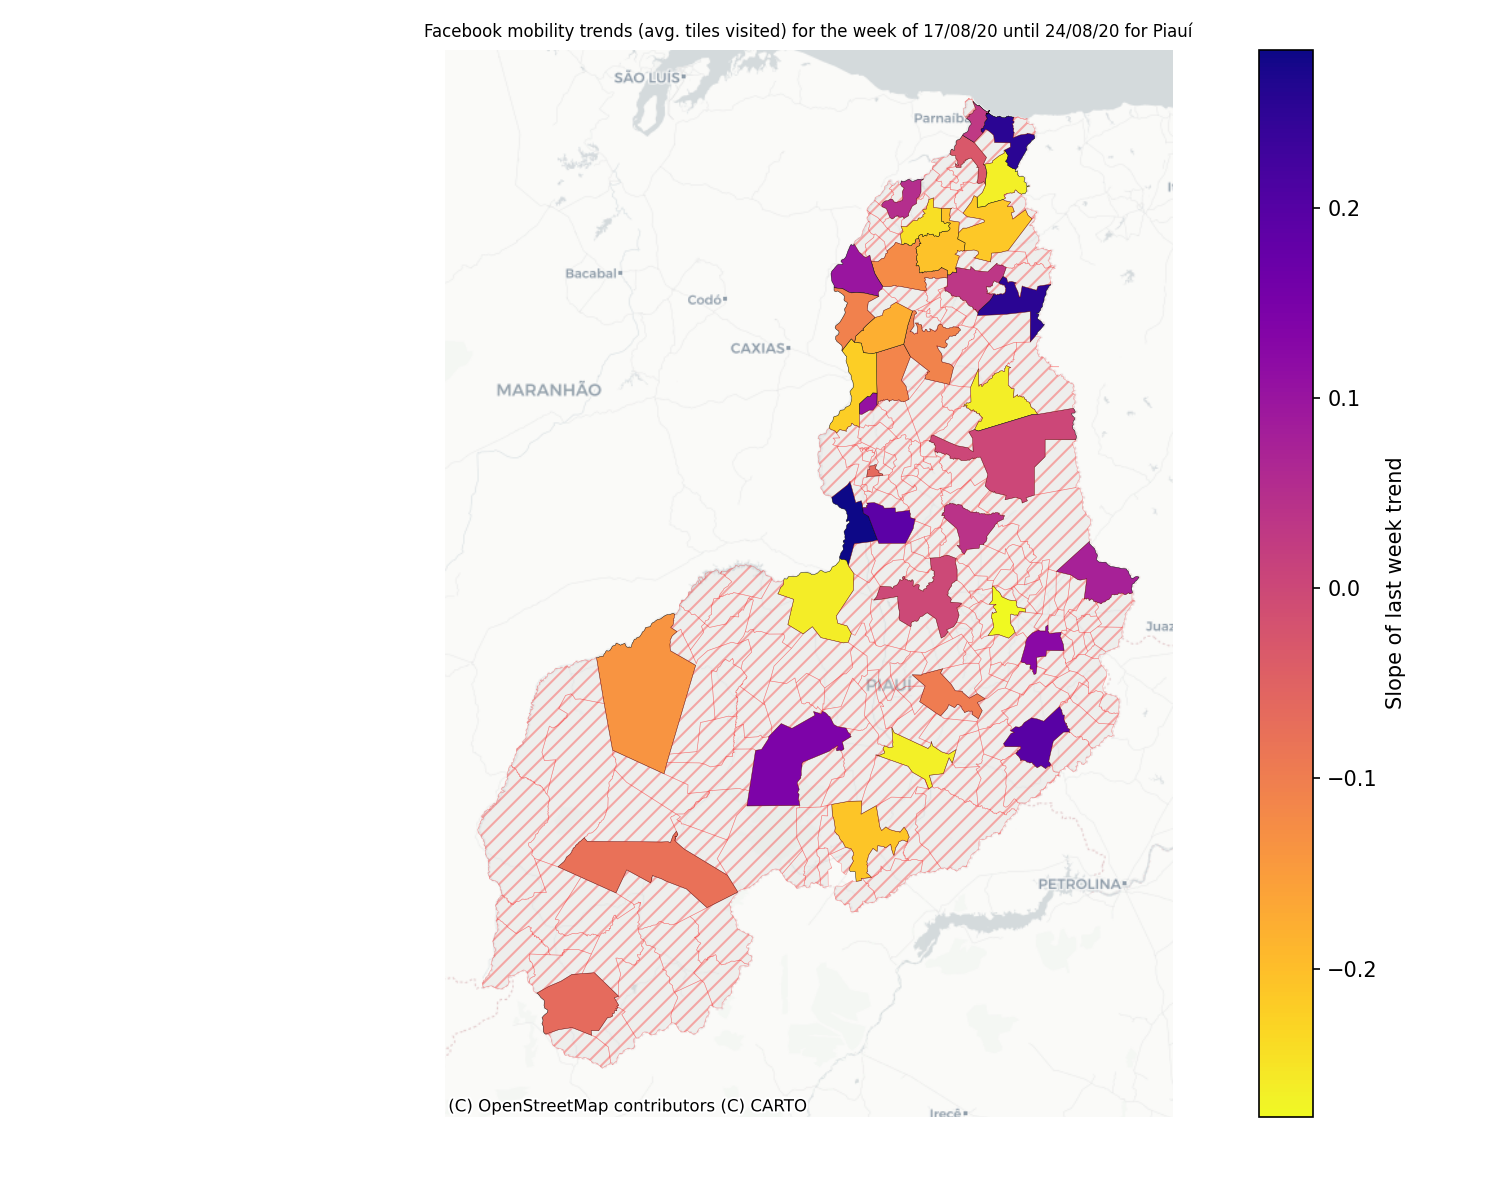 Facebook mobility trends (avg. tiles visited) for the week of 17/08/20 until 24/08/20 for Piauí
SÃO LUÍS
Parnaíba
Bacabal
Codó
CAXIAS
MARANHÃO
PIAUÍ
PETROLINA
Irecê
(C) OpenStreetMap contributors (C) CARTO
0.2
0.1
0.0
−0.1
−0.2
Slope of last week trend